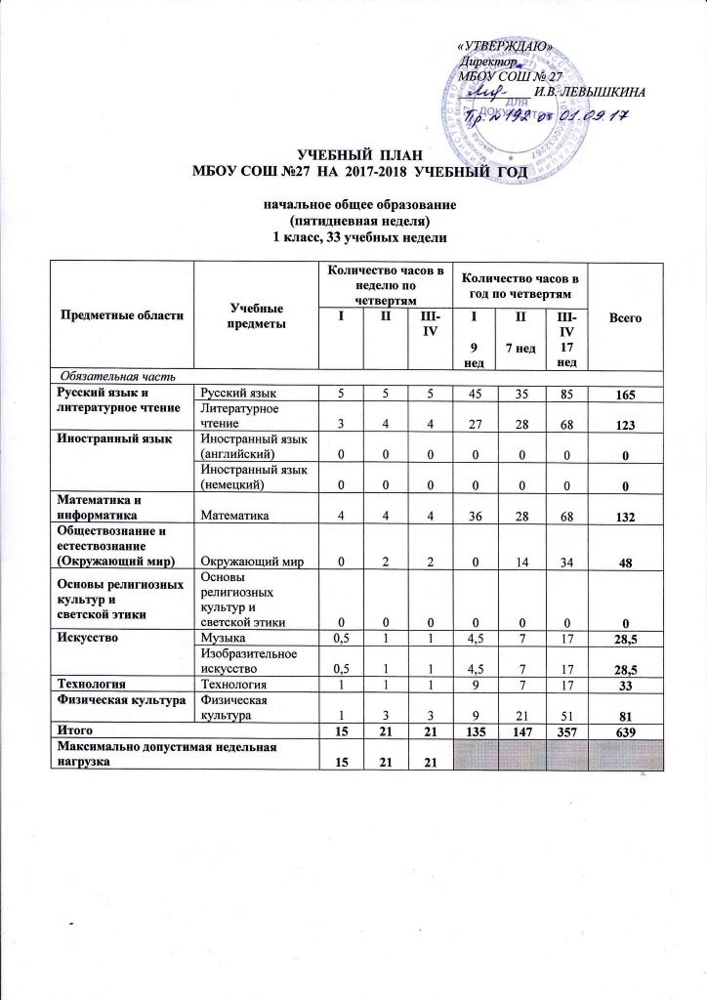 «УТВЕРЖДАЮ»
Директор
МБОУ СОШ № 27
И.В. ЛЕВЫШКИНА
Пр. № 192 от 01.09.17
ДЛЯ
ДОКУМЕНТОВ
УЧЕБНЫЙ ПЛАН
МБОУ СОШ №27 НА 2017-2018 УЧЕБНЫЙ ГОД
начальное общее образование
(пятидневная неделя)
1 класс, 33 учебных недели
Предметные области
Учебные
предметы
Количество часов в
неделю по
четвертям
Количество часов в
год по четвертям
Всего
I II III-
IV
I II III-
IV
9 7 нед 17
нед нед
Обязательная часть
Русский язык и Русский язык 5 5 5 45 35 85 165
литературное чтение Литературное
чтение 3 4 4 27 28 68 123
Иностранный язык Иностранный язык
(английский) 0 0 0 0 0 0 0
Иностранный язык
(немецкий) 0 0 0 0 0 0 0
Математика и
информатика Математика 4 4 4 36 28 68 132
Обществознание и
естествознание
(Окружающий мир) Окружающий мир 0 2 2 0 14 34 48
Основы религиозных
культур и
светской этики
Основы
религиозных
культур и
светской этики 0 0 0 0 0 0 0
Искусство Музыка 0,5 1 1 4,5 7 17 28,5
Изобразительное
искусство 0,5 1 1 4,5 7 17 28,5
Технология Технология 1 1 1 9 7 17 33
Физическая культура Физическая
культура 1 3 3 9 21 51 81
Итого 15 21 21 135 147 357 639
Максимально допустимая недельная
нагрузка 15 21 21